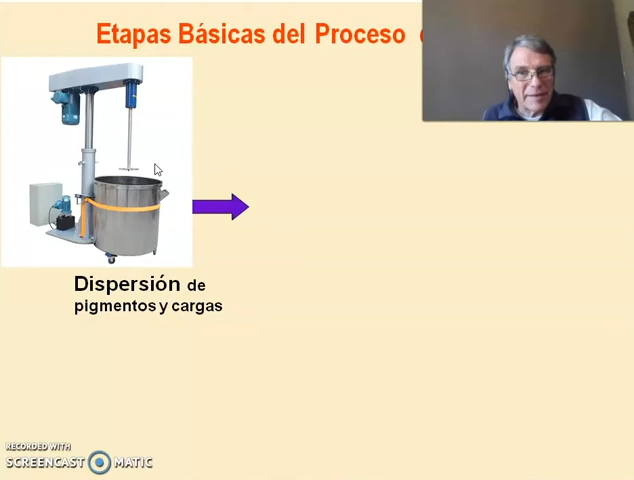 Etapas Básicas del Proceso
Dispersión de
pigmentos y cargas
RECORDED WITH
SCREENCAST MATIC